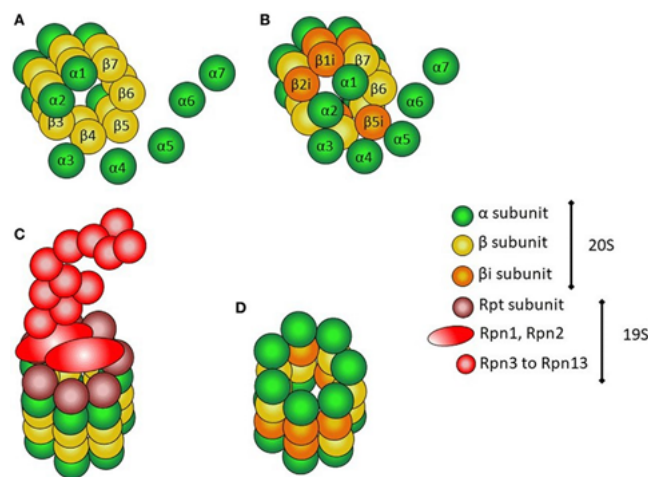 A
α1
α2
α3
α4
α5
α6
α7
β3
β4
β5
β6
β7
B
β1i
β2i
β5i
β6
β7
α1
α2
α3
α4
α5
α6
α7
C
D
α subunit
β subunit
βi subunit
Rpt subunit
Rpn1, Rpn2
Rpn3 to Rpn13
20S
19S